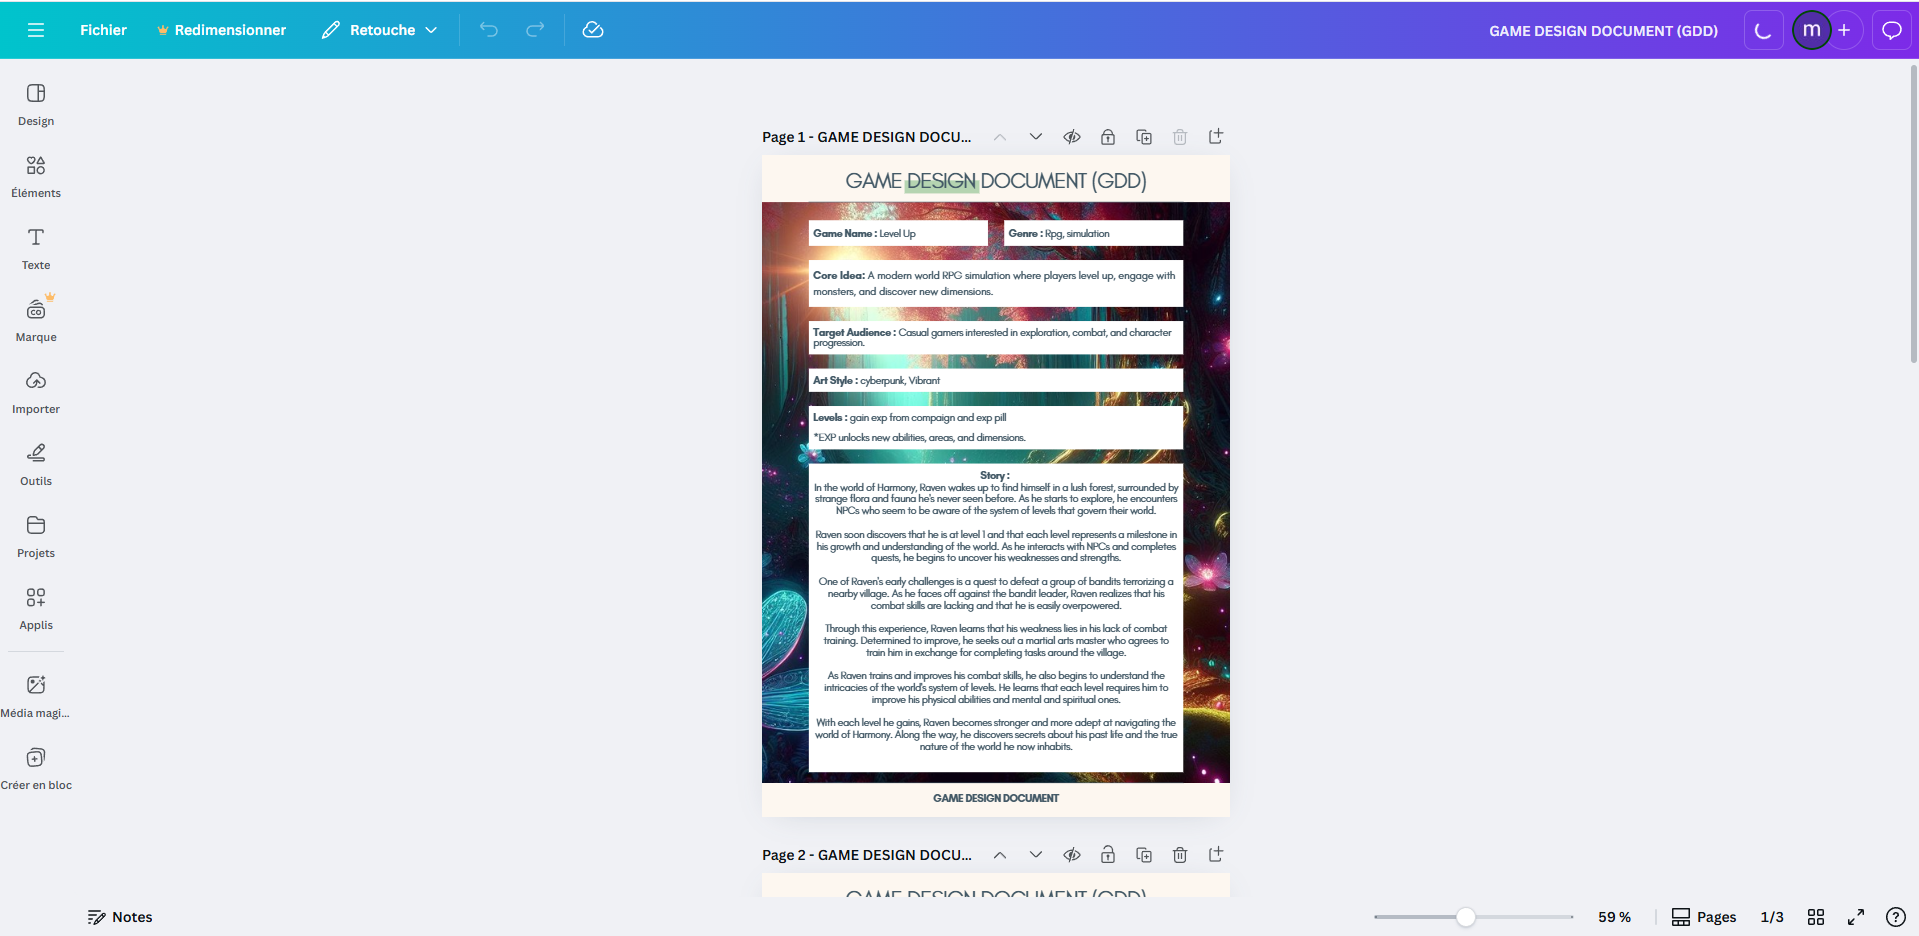 Fichier
Redimensionner
Retouche
GAME DESIGN DOCUMENT (GDD)
m
Design
Éléments
Texte
CO
Marque
Importer
Outils
Projets
Applis
Média magi...
Créer en bloc
Page 1 - GAME DESIGN DOCU...
GAME DESIGN DOCUMENT (GDD)
Game Name : Level Up
Genre : Rpg, simulation
Core Idea: A modern world RPG simulation where players level up, engage with
monsters, and discover new dimensions.
Target Audience : Casual gamers interested in exploration, combat, and character
progression.
Art Style : cyberpunk, Vibrant
Levels : gain exp from compaign and exp pill
*EXP unlocks new abilities, areas, and dimensions.
Story :
In the world of Harmony, Raven wakes up to find himself in a lush forest, surrounded by
strange flora and fauna he's never seen before. As he starts to explore, he encounters
NPCs who seem to be aware of the system of levels that govern their world.
Raven soon discovers that he is at level 1 and that each level represents a milestone in
his growth and understanding of the world. As he interacts with NPCs and completes
quests, he begins to uncover his weaknesses and strengths.
One of Raven's early challenges is a quest to defeat a group of bandits terrorizing a
nearby village. As he faces off against the bandit leader, Raven realizes that his
combat skills are lacking and that he is easily overpowered.
Through this experience, Raven learns that his weakness lies in his lack of combat
training. Determined to improve, he seeks out a martial arts master who agrees to
train him in exchange for completing tasks around the village.
As Raven trains and improves his combat skills, he also begins to understand the
intricacies of the world's system of levels. He learns that each level requires him to
improve his physical abilities and mental and spiritual ones.
With each level he gains, Raven becomes stronger and more adept at navigating the
world of Harmony. Along the way, he discovers secrets about his past life and the true
nature of the world he now inhabits.
GAME DESIGN DOCUMENT
Page 2 - GAME DESIGN DOCU...
GAME DESIGN DOCUMENT (GDD)
Notes
59 %
Pages
1/3